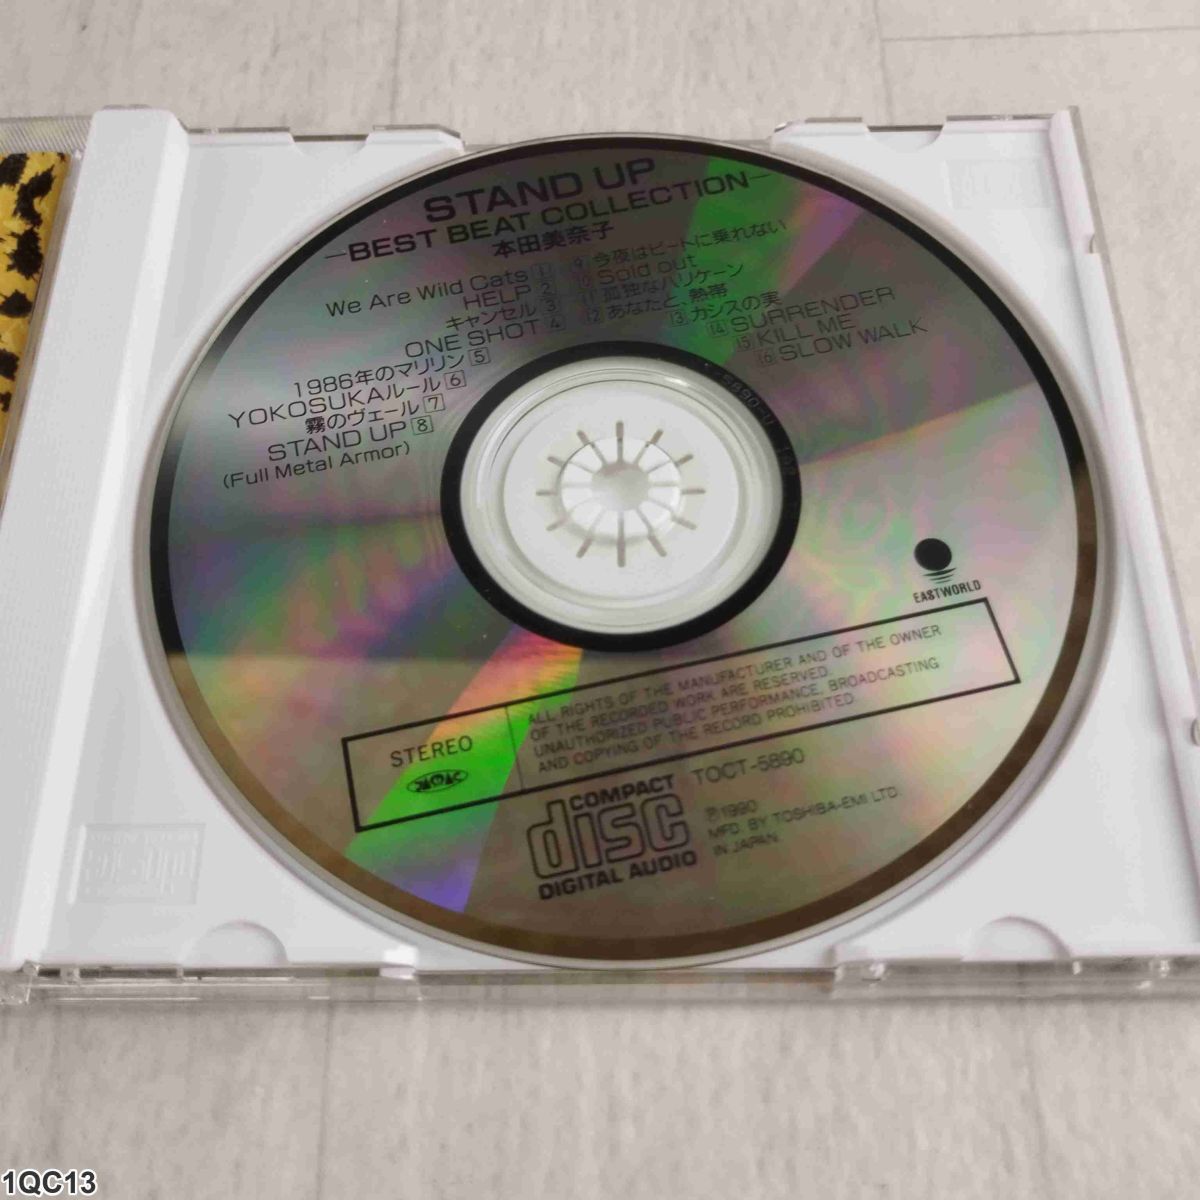 STAND UP
—BEST BEAT COLLECTION—
本田美奈子
We Are Wild Cats 1
HELP 2
キャンセル 3
ONE SHOT 4
1986年のマリリン 5
YOKOSUKAルール 6
霧のヴェール 7
STAND UP 8
(Full Metal Armor)
9 今夜はビートに乗れない
10 Sold out
11 孤独なハリケーン
12 あなたと、熱帯
13 カシスの実
14 SURRENDER
15 KILL ME
16 SLOW WALK
EASTWORLD
STEREO
ALL RIGHTS OF THE MANUFACTURER AND OF THE OWNER
OF THE RECORDED WORK ARE RESERVED.
UNAUTHORIZED PUBLIC PERFORMANCE, BROADCASTING
AND COPYING OF THE RECORD PROHIBITED.
COMPACT
disc
DIGITAL AUDIO
TOCT-5890
Ⓟ1990
MFD. BY TOSHIBA-EMI LTD.
IN JAPAN.
1QC13